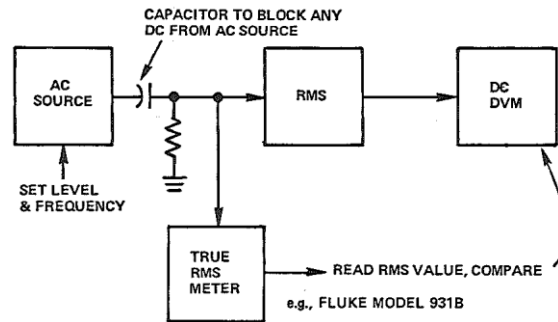 CAPACITOR TO BLOCK ANY
DC FROM AC SOURCE
AC
SOURCE
RMS
DC
DVM
SET LEVEL
& FREQUENCY
TRUE
RMS
METER
READ RMS VALUE, COMPARE
e.g., FLUKE MODEL 931B